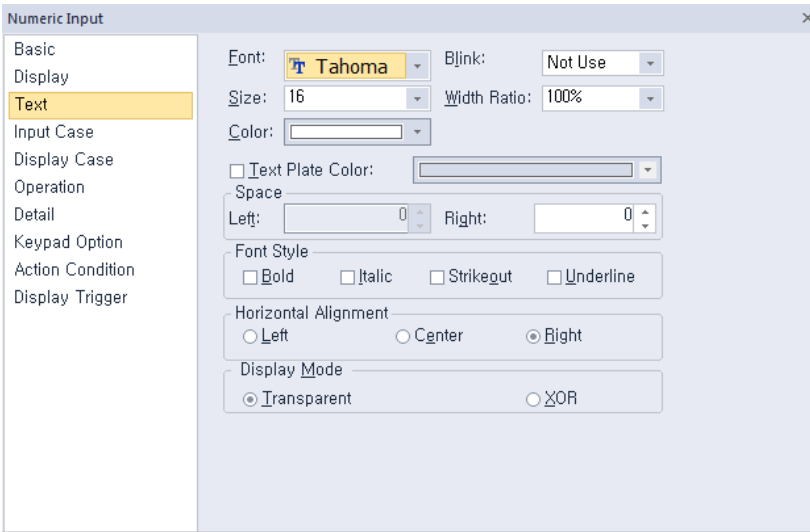 Numeric Input
Basic
Display
Text
Input Case
Display Case
Operation
Detail
Keypad Option
Action Condition
Display Trigger
Font: Tahoma Blink: Not Use
Size: 16 Width Ratio: 100%
Color:
Text Plate Color:
Space
Left: 0 Right: 0
Font Style
Bold Italic Strikeout Underline
Horizontal Alignment
Left Center Right
Display Mode
Transparent XOR